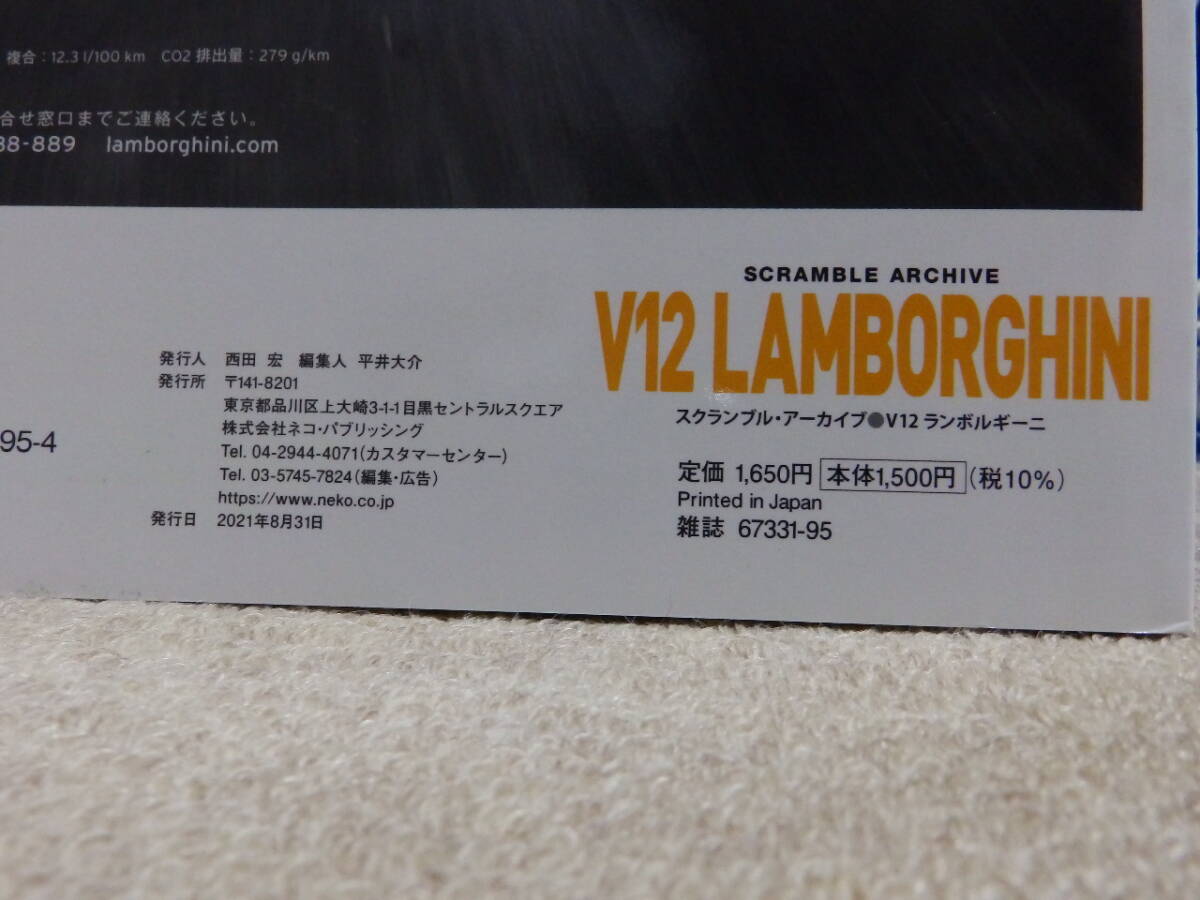 複合：12.3 l/100 km CO2 排出量：279 g/km
合せ窓口までご連絡ください。
88-889 lamborghini.com
SCRAMBLE ARCHIVE
V12 LAMBORGHINI
スクランブル・アーカイブ●V12 ランボルギーニ
定価 1,650円 本体1,500円 (税10%)
Printed in Japan
雑誌 67331-95
発行人 西田 宏 編集人 平井大介
発行所 〒141-8201
東京都品川区上大崎3-1-1目黒セントラルスクエア
株式会社ネコ・パブリッシング
Tel. 04-2944-4071(カスタマーセンター)
Tel. 03-5745-7824(編集・広告)
https://www.neko.co.jp
発行日 2021年8月31日
95-4